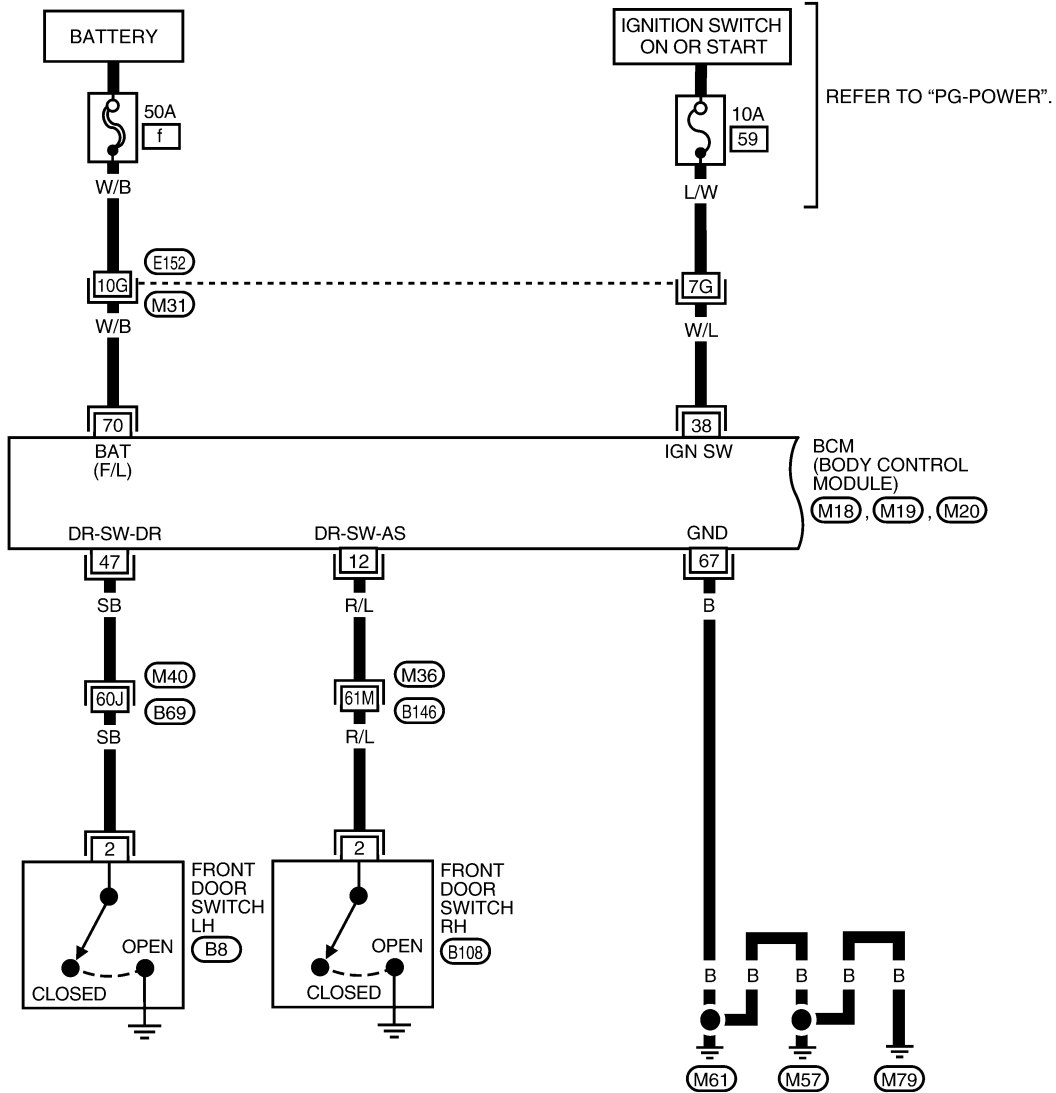 BATTERY
IGNITION SWITCH
ON OR START
REFER TO “PG-POWER”.
50A
f
10A
59
W/B
L/W
E152
10G
7G
M31
W/B
W/L
70
38
BAT
(F/L)
IGN SW
BCM
(BODY CONTROL
MODULE)
M18 , M19 , M20
DR-SW-DR
DR-SW-AS
GND
47
12
67
SB
R/L
B
M40
M36
60J
61M
B69
B146
SB
R/L
2
2
FRONT
DOOR
SWITCH
LH
B8
FRONT
DOOR
SWITCH
RH
B108
OPEN
CLOSED
OPEN
CLOSED
B
B
B
B
B
M61
M57
M79